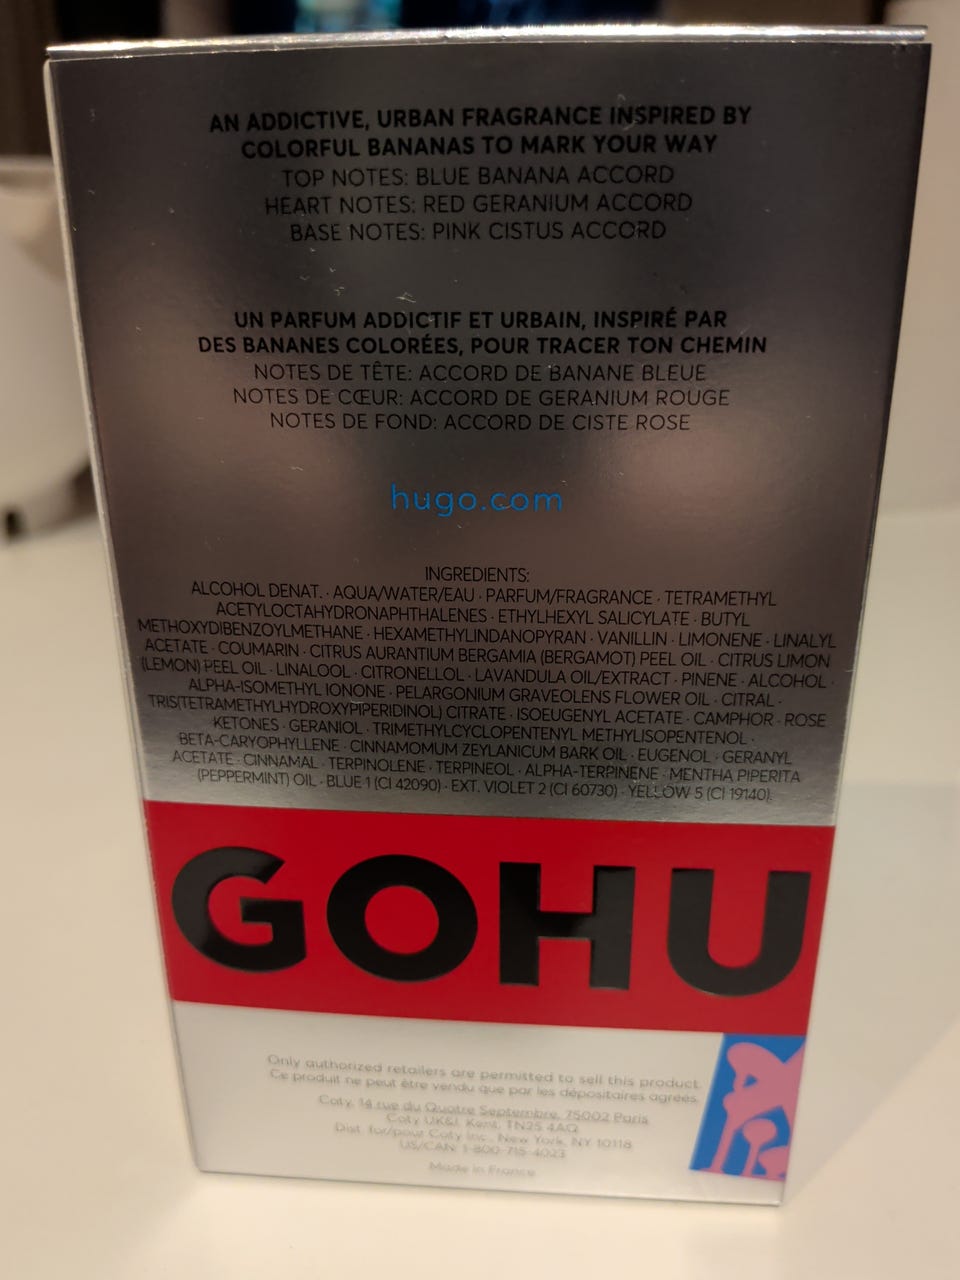 AN ADDICTIVE, URBAN FRAGRANCE INSPIRED BY
COLORFUL BANANAS TO MARK YOUR WAY
TOP NOTES: BLUE BANANA ACCORD
HEART NOTES: RED GERANIUM ACCORD
BASE NOTES: PINK CISTUS ACCORD
UN PARFUM ADDICTIF ET URBAIN, INSPIRÉ PAR
DES BANANES COLORÉES, POUR TRACER TON CHEMIN
NOTES DE TÊTE: ACCORD DE BANANE BLEUE
NOTES DE CŒUR: ACCORD DE GERANIUM ROUGE
NOTES DE FOND: ACCORD DE CISTE ROSE
hugo.com
INGREDIENTS:
ALCOHOL DENAT. · AQUA/WATER/EAU · PARFUM/FRAGRANCE · TETRAMETHYL
ACETYLOCTAHYDRONAPHTHALENES · ETHYLHEXYL SALICYLATE · BUTYL
METHOXYDIBENZOYLMETHANE · HEXAMETHYLINDANOPYRAN · VANILLIN · LIMONENE · LINALYL
ACETATE · COUMARIN · CITRUS AURANTIUM BERGAMIA (BERGAMOT) PEEL OIL · CITRUS LIMON
(LEMON) PEEL OIL · LINALOOL · CITRONELLOL · LAVANDULA OIL/EXTRACT · PINENE · ALCOHOL ·
ALPHA-ISOMETHYL IONONE · PELARGONIUM GRAVEOLENS FLOWER OIL · CITRAL ·
TRIS(TETRAMETHYLHYDROXYPIPERIDINOL) CITRATE · ISOEUGENYL ACETATE · CAMPHOR · ROSE
KETONES · GERANIOL · TRIMETHYLCYCLOPENTENYL METHYLISOPENTENOL ·
BETA-CARYOPHYLLENE · CINNAMOMUM ZEYLANICUM BARK OIL · EUGENOL · GERANYL
ACETATE · CINNAMAL · TERPINOLENE · TERPINEOL · ALPHA-TERPINENE · MENTHA PIPERITA
(PEPPERMINT) OIL · BLUE 1 (CI 42090) · EXT. VIOLET 2 (CI 60730) · YELLOW 5 (CI 19140).
GOHU
Only authorized retailers are permitted to sell this product.
Ce produit ne peut être vendu que par les dépositaires agréés.
Coty, 14 rue du Quatre Septembre, 75002 Paris
Coty UK&I, Kent, TN25 4AQ
Dist. for/pour Coty Inc., New York, NY 10118
US/CAN: 1-800-715-4023
Made in France